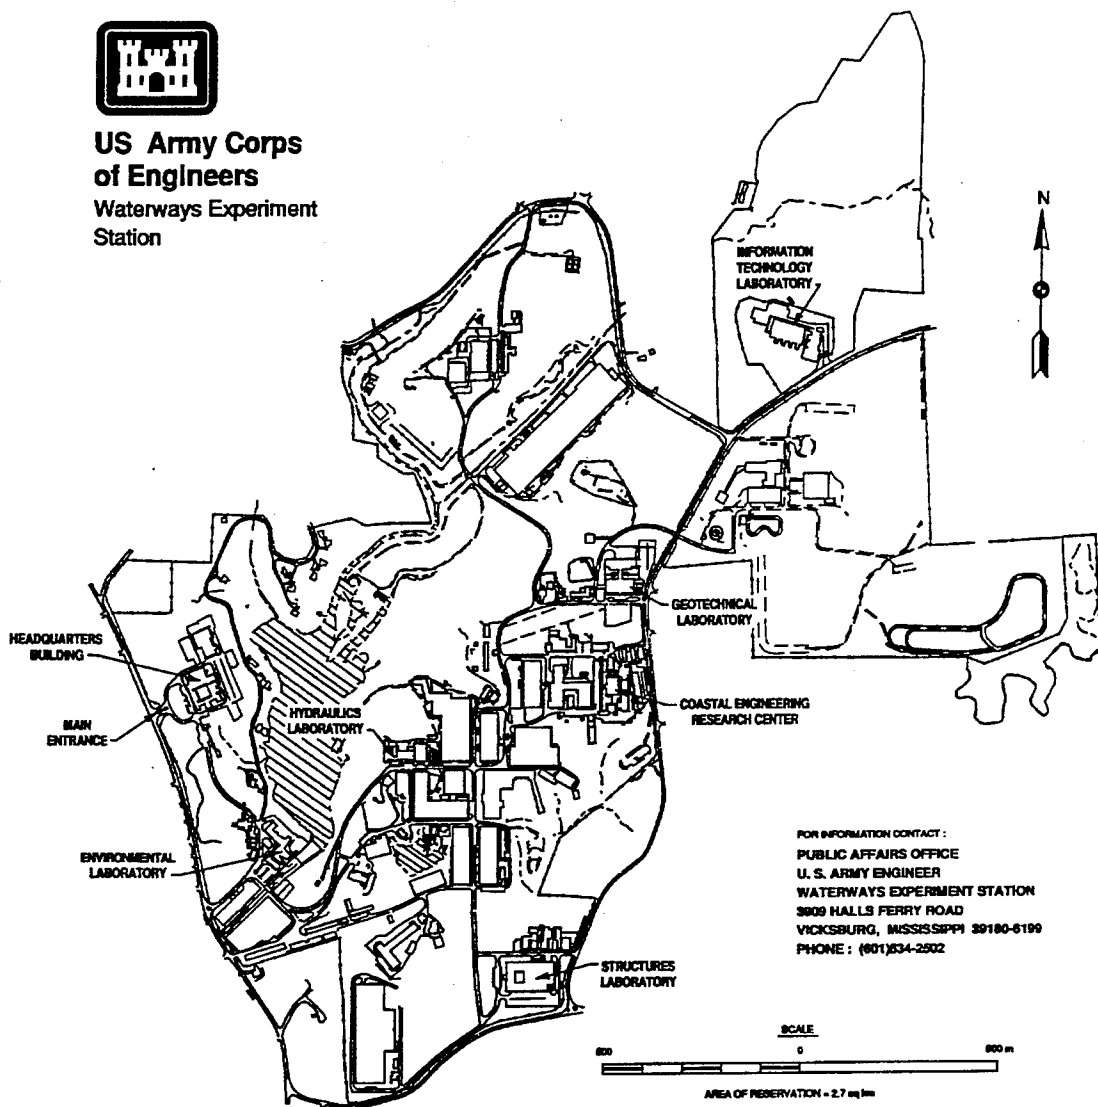 US Army Corps
of Engineers
Waterways Experiment
Station
N
INFORMATION
TECHNOLOGY
LABORATORY
GEOTECHNICAL
LABORATORY
HEADQUARTERS
BUILDING
MAIN
ENTRANCE
HYDRAULICS
LABORATORY
COASTAL ENGINEERING
RESEARCH CENTER
ENVIRONMENTAL
LABORATORY
STRUCTURES
LABORATORY
FOR INFORMATION CONTACT :
PUBLIC AFFAIRS OFFICE
U. S. ARMY ENGINEER
WATERWAYS EXPERIMENT STATION
3909 HALLS FERRY ROAD
VICKSBURG, MISSISSIPPI 39180-6199
PHONE : (601)634-2502
SCALE
0
AREA OF RESERVATION = 2.7 sq km